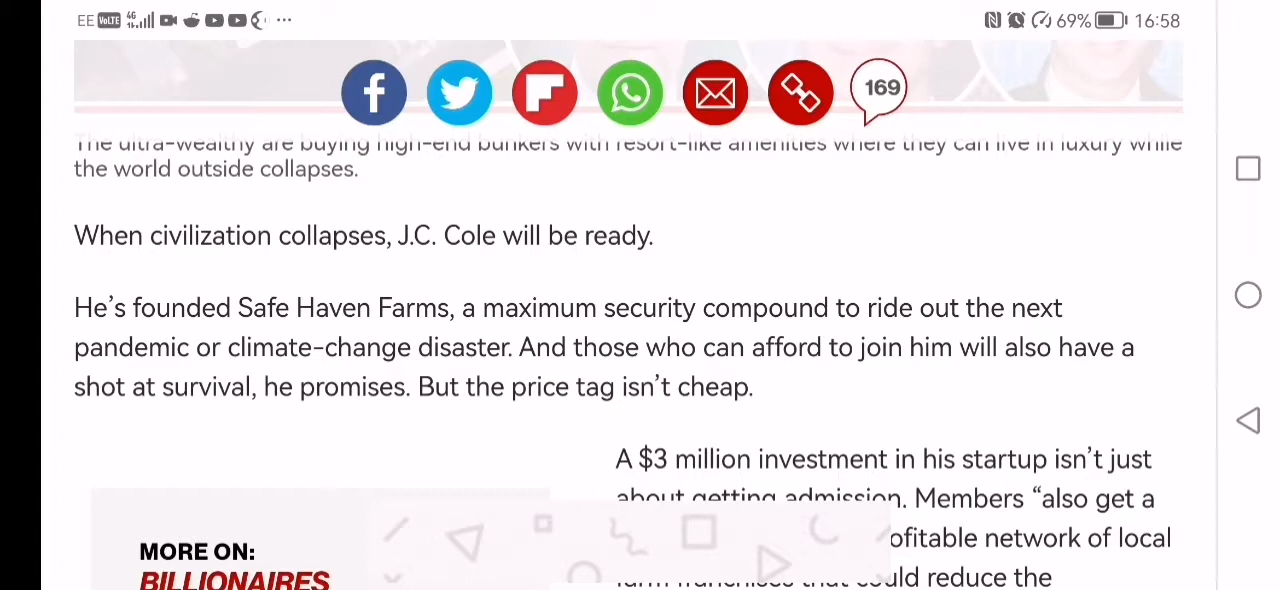 EE VoLTE 4G 69% 16:58
169
The ultra-wealthy are buying high-end bunkers with resort-like amenities where they can live in luxury while
the world outside collapses.
When civilization collapses, J.C. Cole will be ready.
He’s founded Safe Haven Farms, a maximum security compound to ride out the next
pandemic or climate-change disaster. And those who can afford to join him will also have a
shot at survival, he promises. But the price tag isn’t cheap.
A $3 million investment in his startup isn’t just
about getting admission. Members “also get a
ofitable network of local
uld reduce the
MORE ON:
BILLIONAIRES